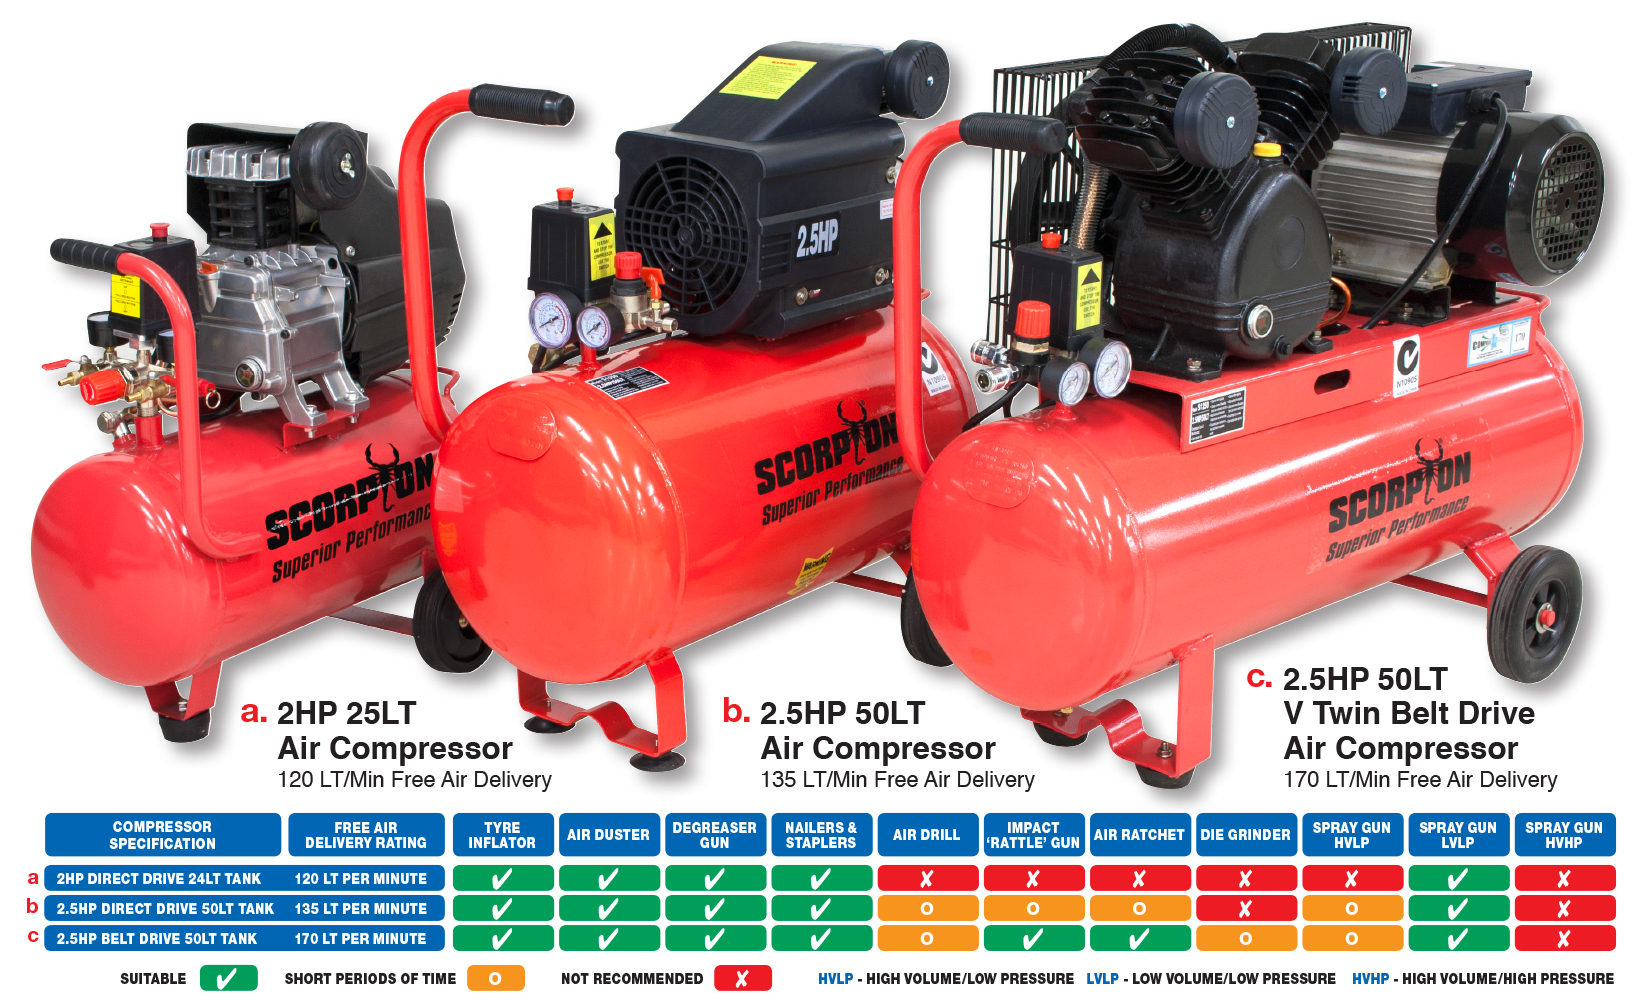 2.5HP
N10905
N10905
170
SCORPION
Superior Performance
SCORPION
Superior Performance
SCORPION
Superior Performance
WARNING
a. 2HP 25LT
Air Compressor
120 LT/Min Free Air Delivery
b. 2.5HP 50LT
Air Compressor
135 LT/Min Free Air Delivery
c. 2.5HP 50LT
V Twin Belt Drive
Air Compressor
170 LT/Min Free Air Delivery
COMPRESSOR SPECIFICATION FREE AIR DELIVERY RATING TYRE INFLATOR AIR DUSTER DEGREASER GUN NAILERS & STAPLERS AIR DRILL IMPACT ‘RATTLE’ GUN AIR RATCHET DIE GRINDER SPRAY GUN HVLP SPRAY GUN LVLP SPRAY GUN HVHP
a 2HP DIRECT DRIVE 24LT TANK 120 LT PER MINUTE ✔ ✔ ✔ ✔ ✘ ✘ ✘ ✘ ✘ ✔ ✘
b 2.5HP DIRECT DRIVE 50LT TANK 135 LT PER MINUTE ✔ ✔ ✔ ✔ O O O ✘ O ✔ ✘
c 2.5HP BELT DRIVE 50LT TANK 170 LT PER MINUTE ✔ ✔ ✔ ✔ O ✔ ✔ O O ✔ ✘
SUITABLE ✔ SHORT PERIODS OF TIME O NOT RECOMMENDED ✘ HVLP - HIGH VOLUME/LOW PRESSURE LVLP - LOW VOLUME/LOW PRESSURE HVHP - HIGH VOLUME/HIGH PRESSURE